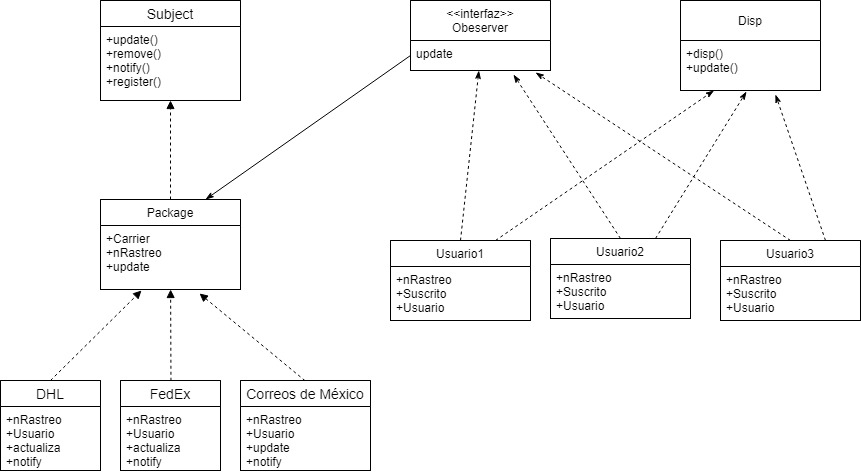 Subject
+update()
+remove()
+notify()
+register()
<<interfaz>>
Obeserver
update
Disp
+disp()
+update()
Package
+Carrier
+nRastreo
+update
Usuario1
+nRastreo
+Suscrito
+Usuario
Usuario2
+nRastreo
+Suscrito
+Usuario
Usuario3
+nRastreo
+Suscrito
+Usuario
DHL
+nRastreo
+Usuario
+actualiza
+notify
FedEx
+nRastreo
+Usuario
+actualiza
+notify
Correos de México
+nRastreo
+Usuario
+update
+notify